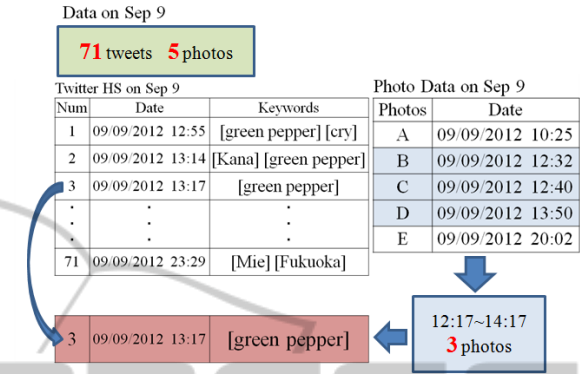 Data on Sep 9
71 tweets 5 photos
Twitter HS on Sep 9
Num Date Keywords
1 09/09/2012 12:55 [green pepper] [cry]
2 09/09/2012 13:14 [Kana] [green pepper]
3 09/09/2012 13:17 [green pepper]
: : :
71 09/09/2012 23:29 [Mie] [Fukuoka]
3 09/09/2012 13:17 [green pepper]
Photo Data on Sep 9
Photos Date
A 09/09/2012 10:25
B 09/09/2012 12:32
C 09/09/2012 12:40
D 09/09/2012 13:50
E 09/09/2012 20:02
12:17~14:17
3 photos